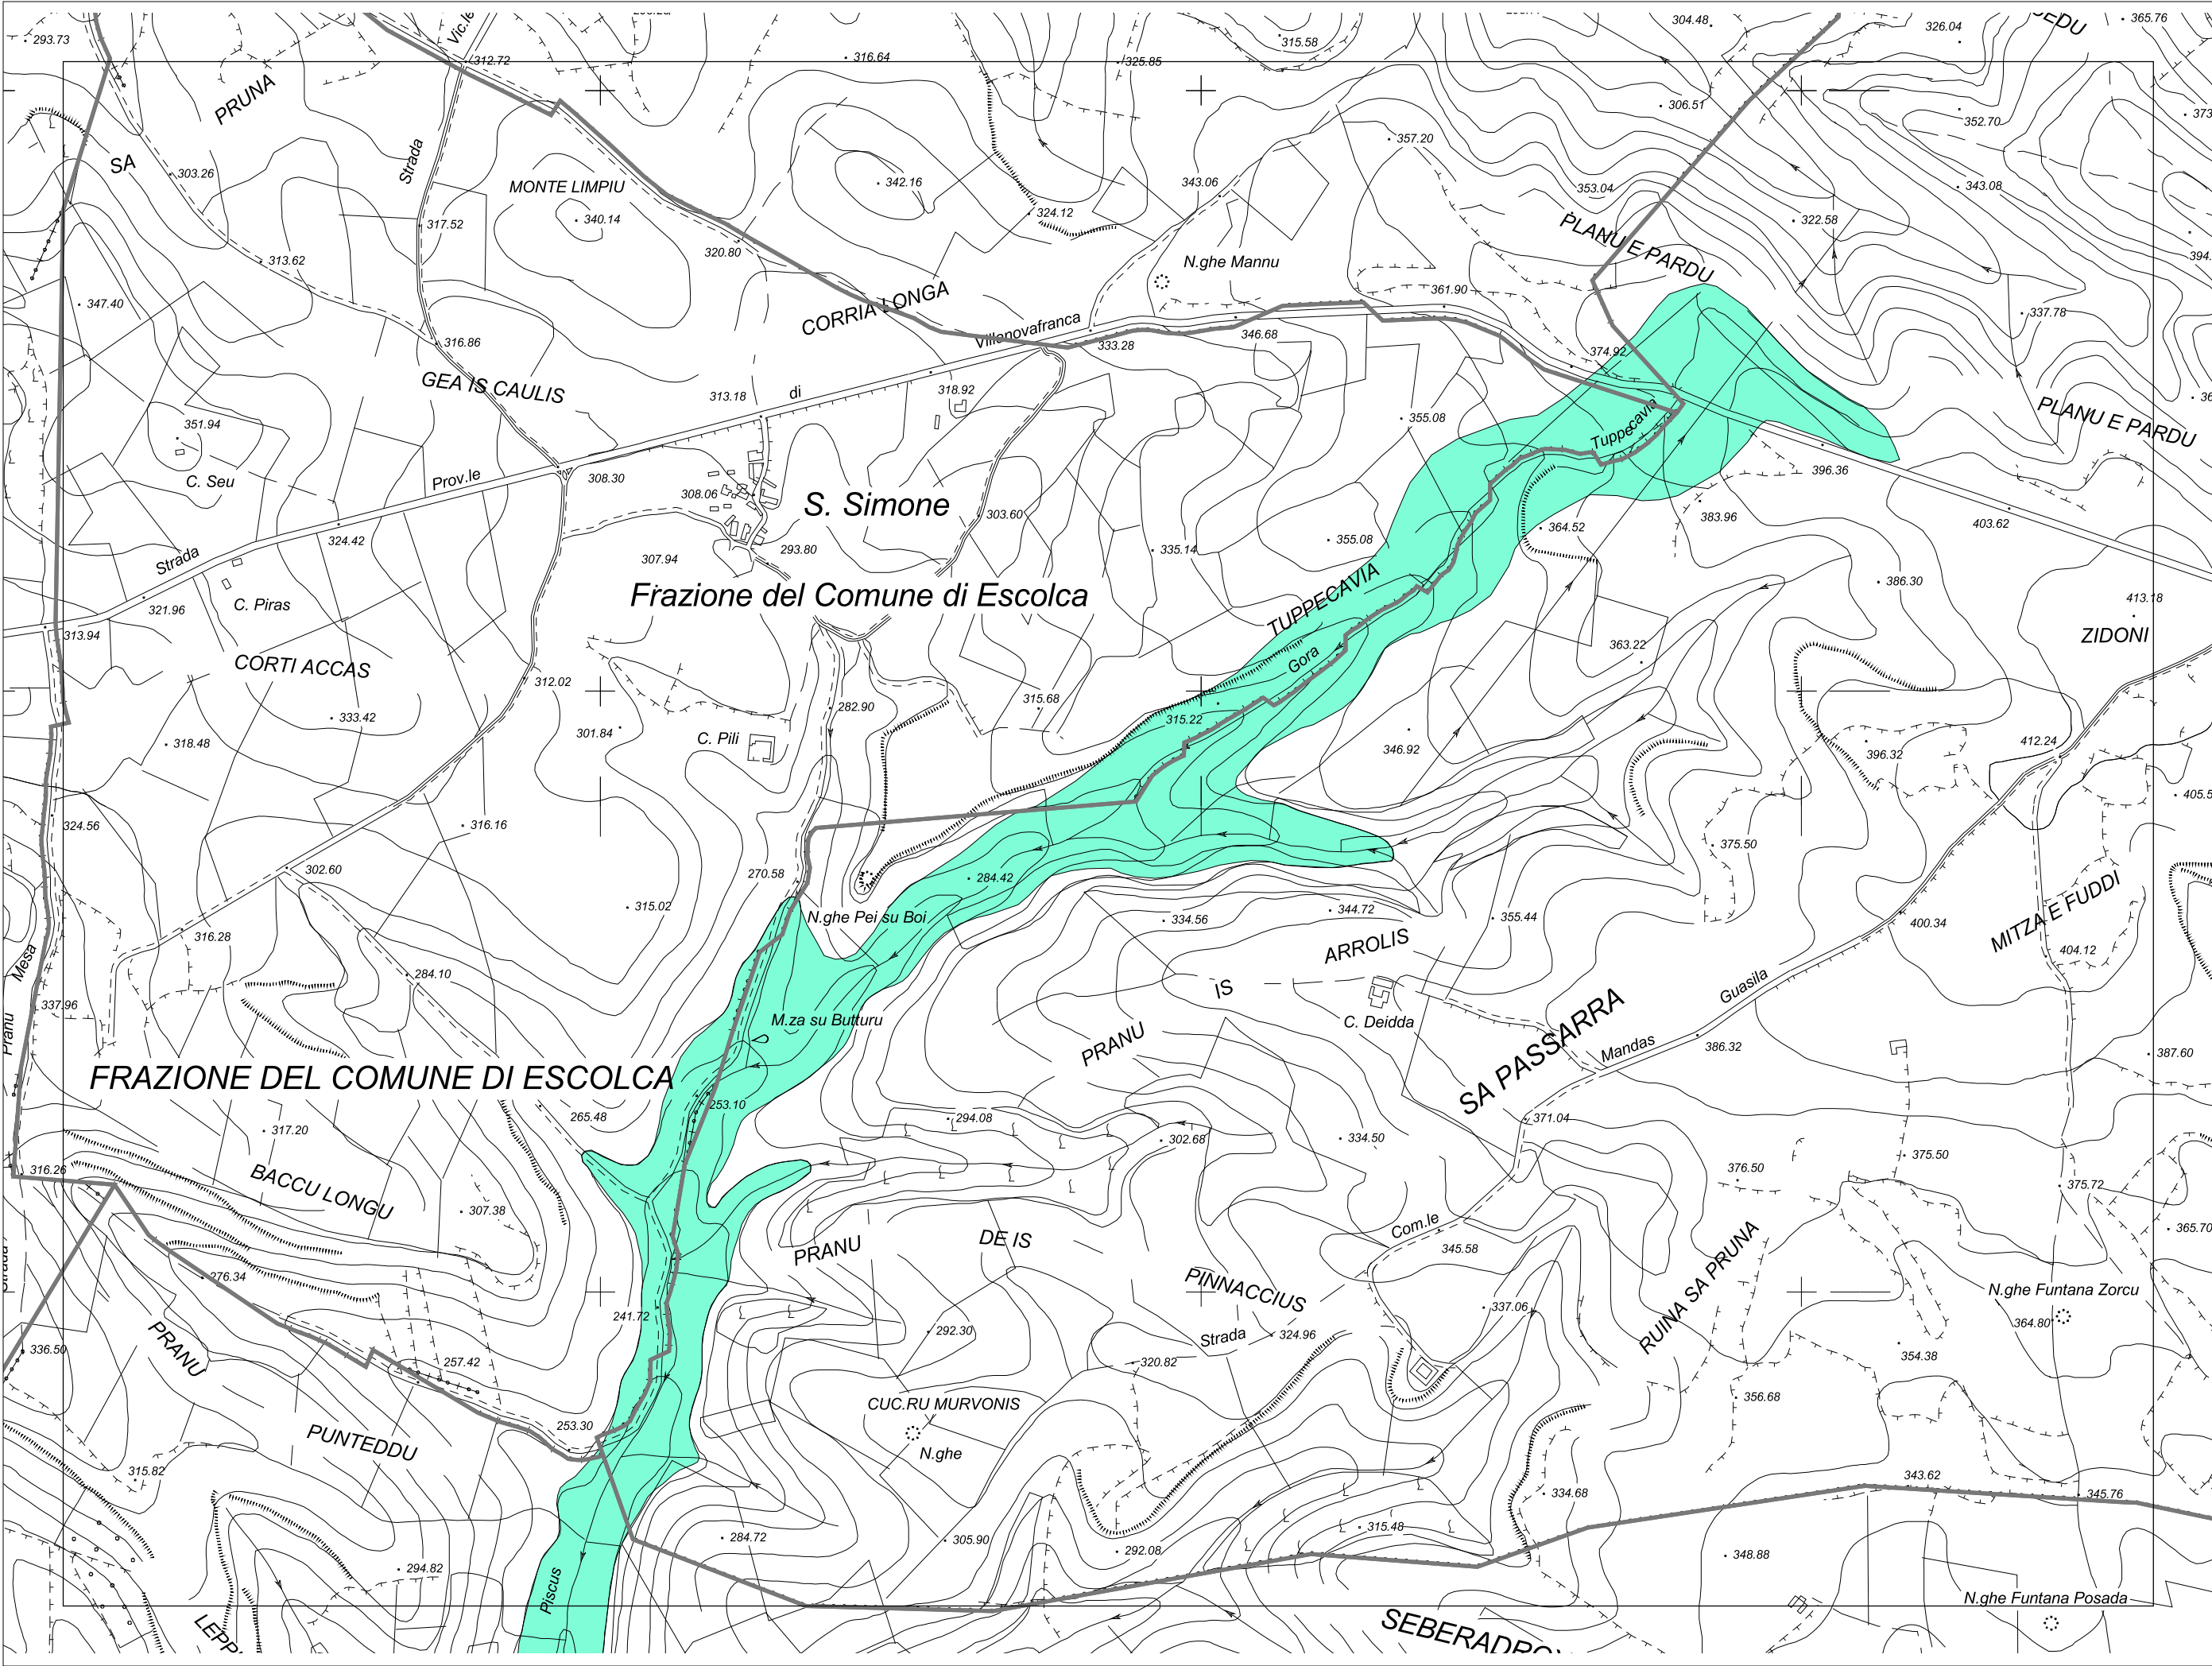 293.73
PRUNA
Vic.le
312.72
316.64
315.58
325.85
304.48
326.04
365.76
306.51
352.70
SA
303.26
Strada
317.52
MONTE LIMPIU
340.14
342.16
324.12
343.06
357.20
353.04
343.08
322.58
313.62
320.80
N.ghe Mannu
PLANU E PARDU
361.90
347.40
CORRIA LONGA
Villanovafranca
333.28
346.68
337.78
316.86
374.92
GEA IS CAULIS
313.18
di
318.92
355.08
Tuppecavia
PLANU E PARDU
351.94
C. Seu
Prov.le
308.30
308.06
S. Simone
303.60
396.36
383.96
403.62
364.52
Strada
324.42
307.94
293.80
335.14
355.08
321.96
C. Piras
Frazione del Comune di Escolca
TUPPECAVIA
386.30
413.18
313.94
ZIDONI
CORTI ACCAS
312.02
363.22
Gora
333.42
282.90
315.68
315.22
318.48
301.84
C. Pili
346.92
396.32
412.24
324.56
316.16
375.50
302.60
270.58
284.42
315.02
N.ghe Pei su Boi
334.56
344.72
355.44
MITZA E FUDDI
400.34
316.28
ARROLIS
404.12
Mesa
284.10
IS
Guasila
337.96
M.za su Butturu
C. Deidda
Pranu
PRANU
SA PASSARRA
Mandas
386.32
387.60
FRAZIONE DEL COMUNE DI ESCOLCA
253.10
265.48
294.08
302.68
334.50
371.04
317.20
316.26
BACCU LONGU
307.38
376.50
375.50
375.72
365.70
PRANU
DE IS
Com.le
345.58
276.34
PINNACCIUS
RUINA SA PRUNA
N.ghe Funtana Zorcu
364.80
241.72
292.30
Strada
324.96
337.06
336.50
PRANU
257.42
320.82
354.38
356.68
CUC.RU MURVONIS
N.ghe
253.30
PUNTEDDU
315.82
343.62
345.76
334.68
284.72
305.90
292.08
315.48
348.88
294.82
Piscus
N.ghe Funtana Posada